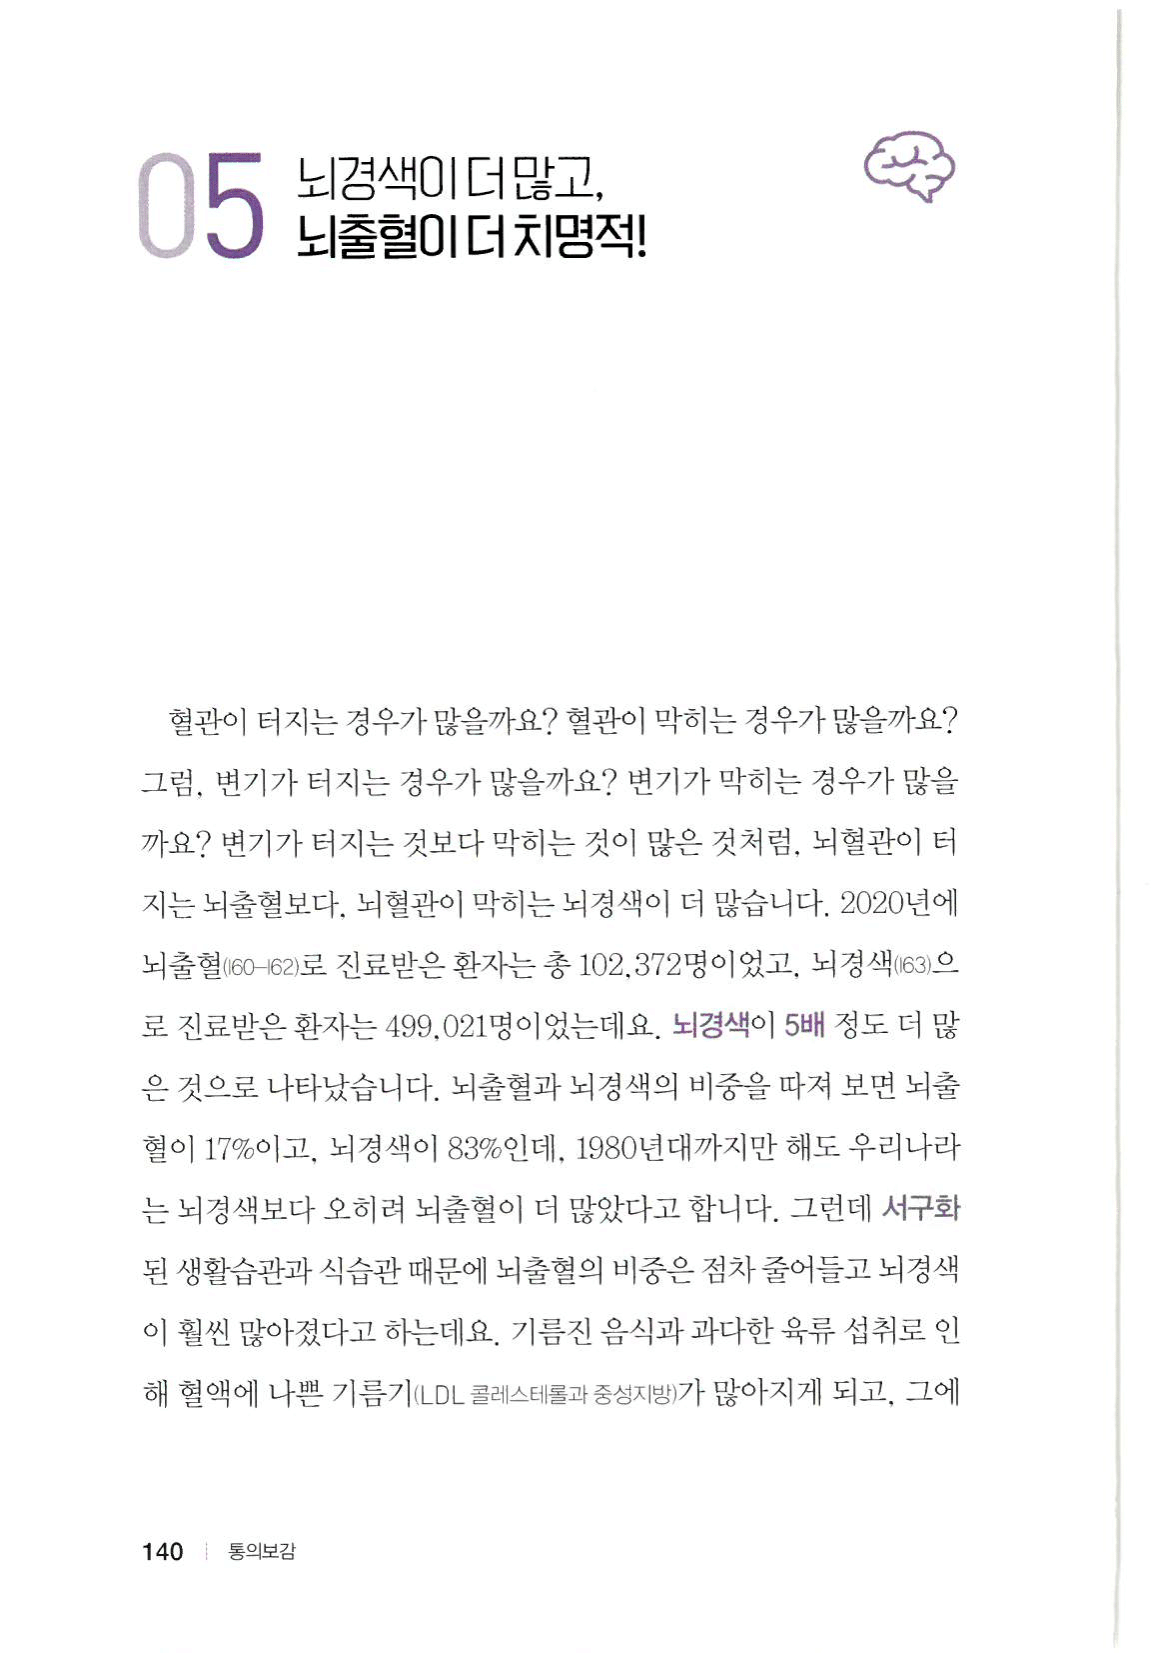 05
뇌경색이 더 많고,
뇌출혈이 더 치명적!
혈관이 터지는 경우가 많을까요? 혈관이 막히는 경우가 많을까요?
그럼, 변기가 터지는 경우가 많을까요? 변기가 막히는 경우가 많을
까요? 변기가 터지는 것보다 막히는 것이 많은 것처럼, 뇌혈관이 터
지는 뇌출혈보다, 뇌혈관이 막히는 뇌경색이 더 많습니다. 2020년에
뇌출혈(I60-I62)로 진료받은 환자는 총 102,372명이었고, 뇌경색(I63)으
로 진료받은 환자는 499,021명이었는데요. 뇌경색이 5배 정도 더 많
은 것으로 나타났습니다. 뇌출혈과 뇌경색의 비중을 따져 보면 뇌출
혈이 17%이고, 뇌경색이 83%인데, 1980년대까지만 해도 우리나라
는 뇌경색보다 오히려 뇌출혈이 더 많았다고 합니다. 그런데 서구화
된 생활습관과 식습관 때문에 뇌출혈의 비중은 점차 줄어들고 뇌경색
이 훨씬 많아졌다고 하는데요. 기름진 음식과 과다한 육류 섭취로 인
해 혈액에 나쁜 기름기(LDL 콜레스테롤과 중성지방)가 많아지게 되고, 그에
140 | 통의보감